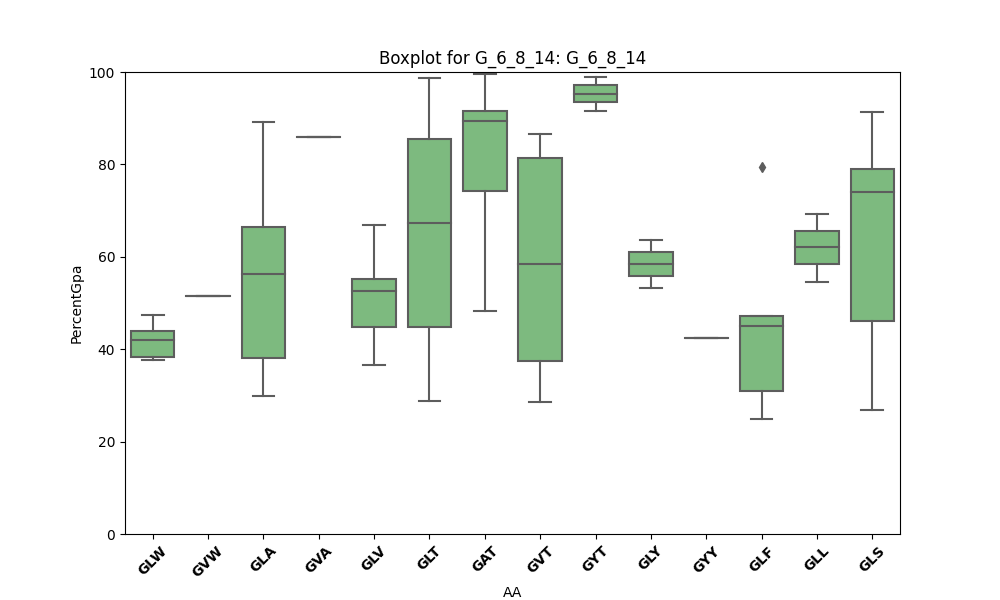 Boxplot for G_6_8_14: G_6_8_14
100
80
60
40
20
0
PercentGpa
GLW GVW GLA GVA GLV GLT GAT GVT GYT GLY GYY GLF GLL GLS
AA